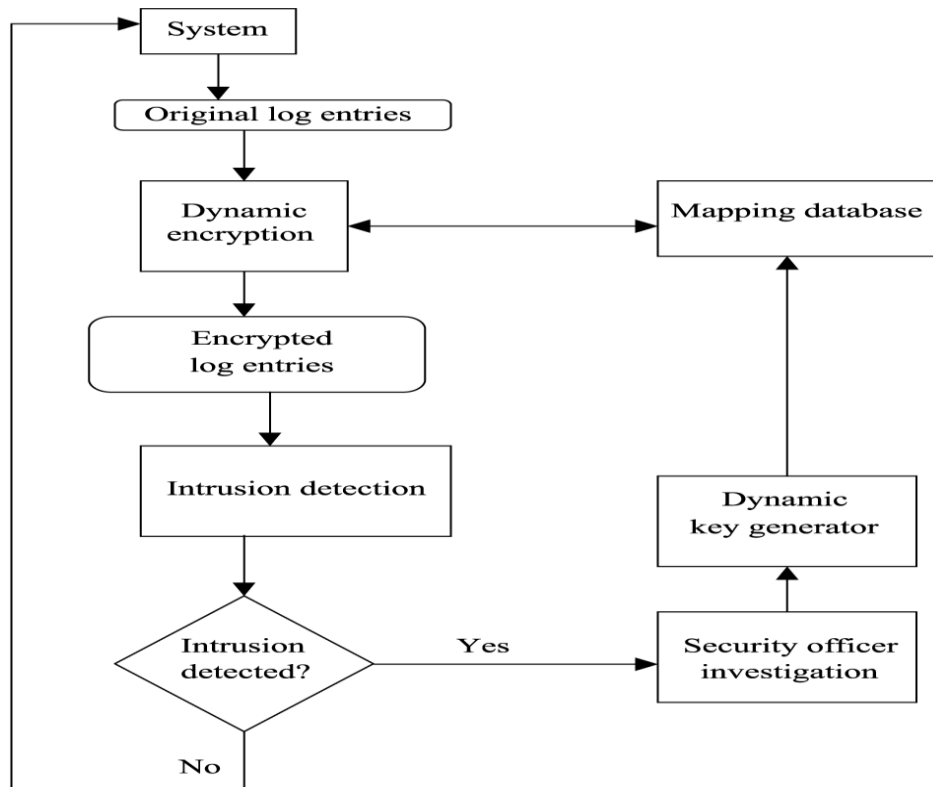 System
Original log entries
Dynamic
encryption
Mapping database
Encrypted
log entries
Intrusion detection
Dynamic
key generator
Intrusion
detected?
Yes
Security officer
investigation
No